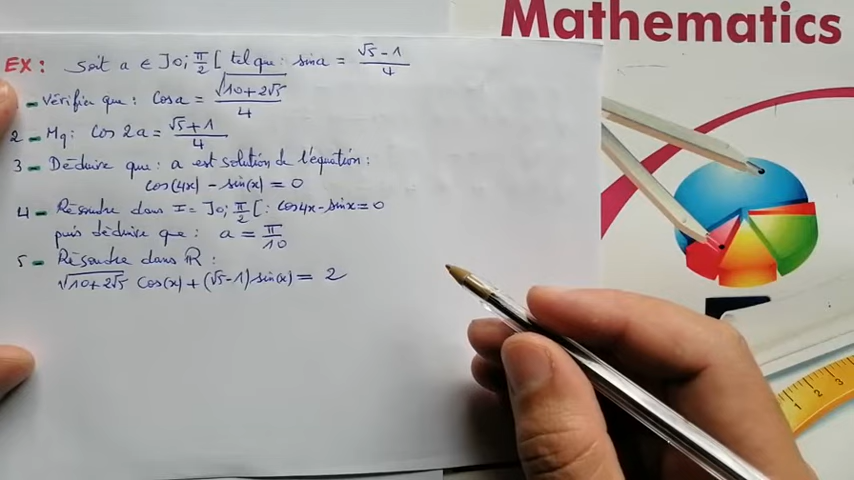 Mathematics
EX: soit a ∈ ]0; π/2[ tel que: sin a = (√5 - 1)/4
- Vérifier que: cos a = √(10+2√5)/4
2 - Mq: cos 2a = (√5+1)/4
3 - Déduire que: a est solution de l'équation:
cos(4x) - sin(x) = 0
4 - Résoudre dans I = ]0; π/2[: cos4x - sinx = 0
puis déduire que: a = π/10
5 - Résoudre dans ℝ:
√(10+2√5) cos(x) + (√5-1) sin(x) = 2
1 2 3